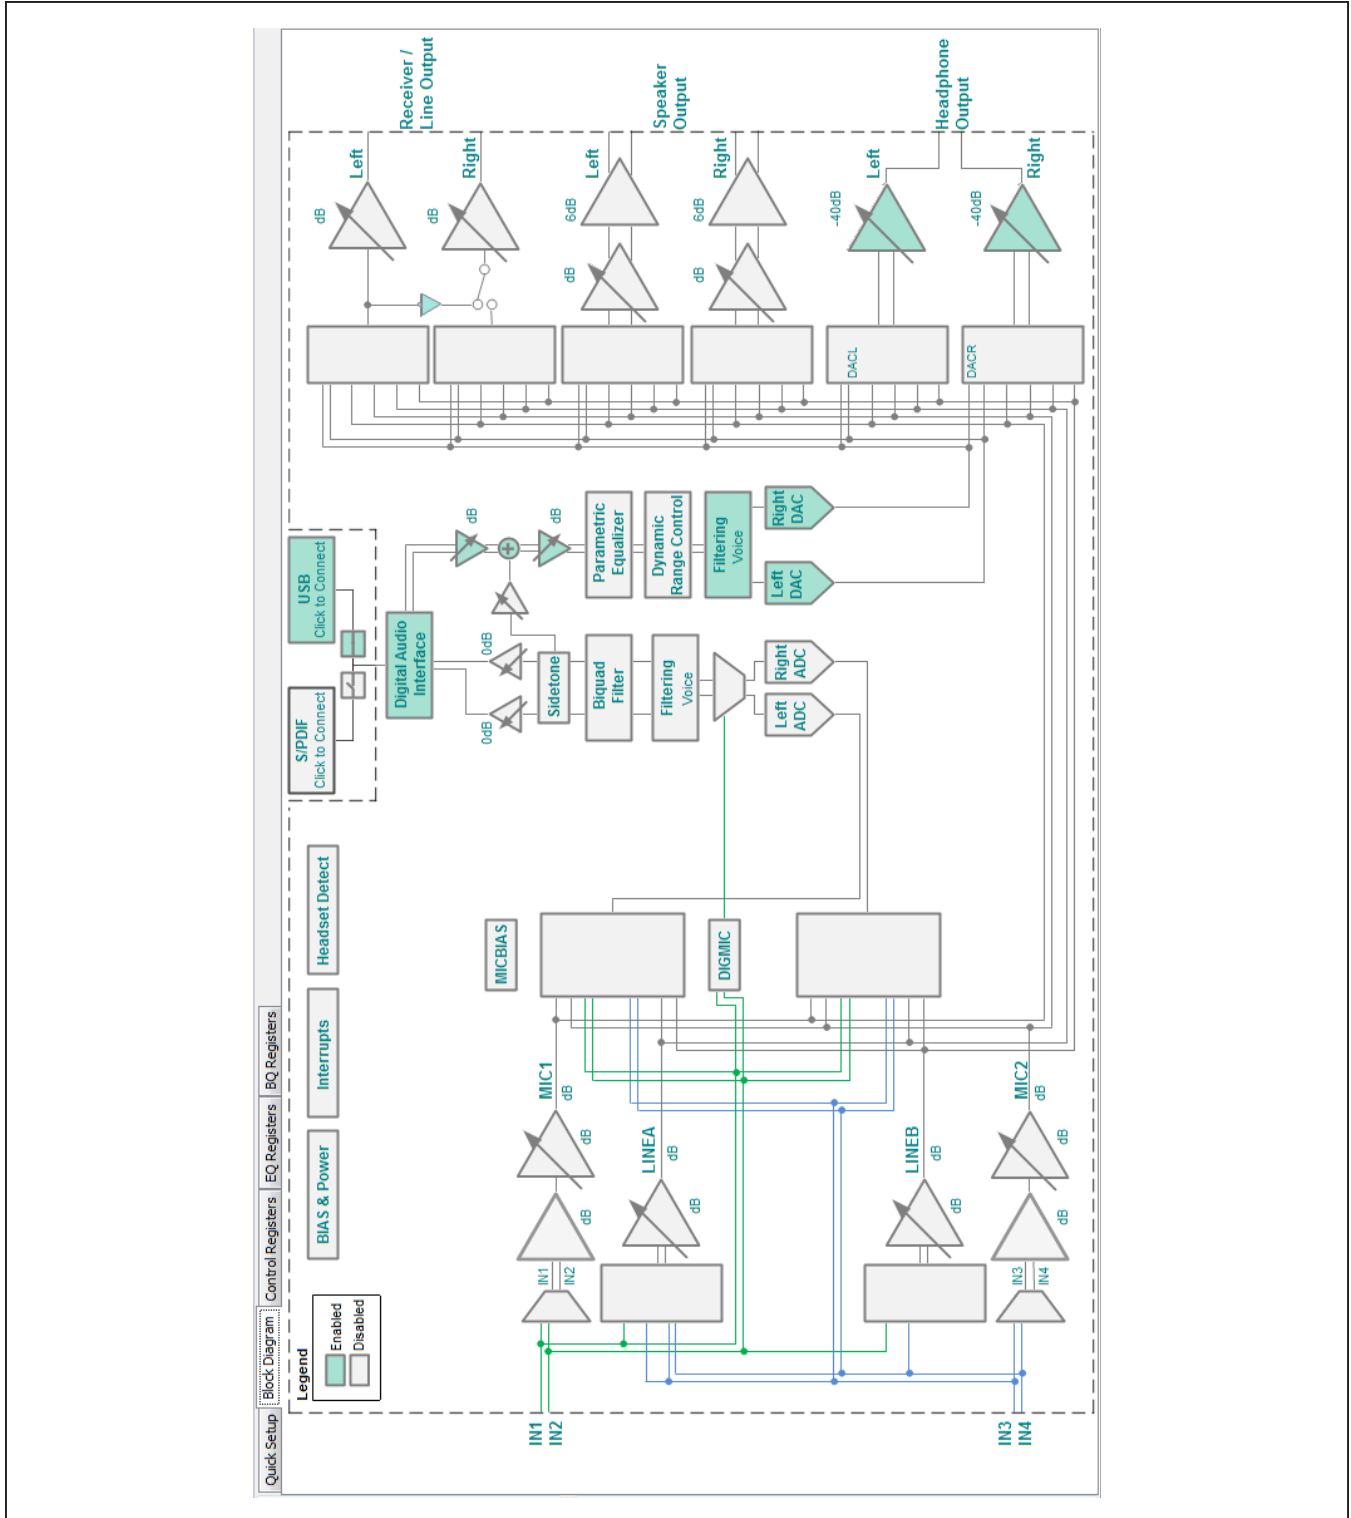 Quick Setup
Block Diagram
Control Registers
EQ Registers
BQ Registers
Legend
Enabled
Disabled
BIAS & Power
Interrupts
Headset Detect
S/PDIF
Click to Connect
USB
Click to Connect
Digital Audio
Interface
0dB
0dB
dB
dB
Sidetone
Biquad
Filter
Filtering
Voice
Left
ADC
Right
ADC
Parametric
Equalizer
Dynamic
Range Control
Filtering
Voice
Left
DAC
Right
DAC
MICBIAS
DIGMIC
IN1
IN2
IN1
IN2
dB
dB
MIC1
dB
LINEA
dB
dB
LINEB
dB
dB
IN3
IN4
IN3
IN4
dB
dB
MIC2
dB
dB
Left
dB
Right
Receiver /
Line Output
dB
6dB
Left
dB
6dB
Right
Speaker
Output
DACL
-40dB
Left
DACR
-40dB
Right
Headphone
Output